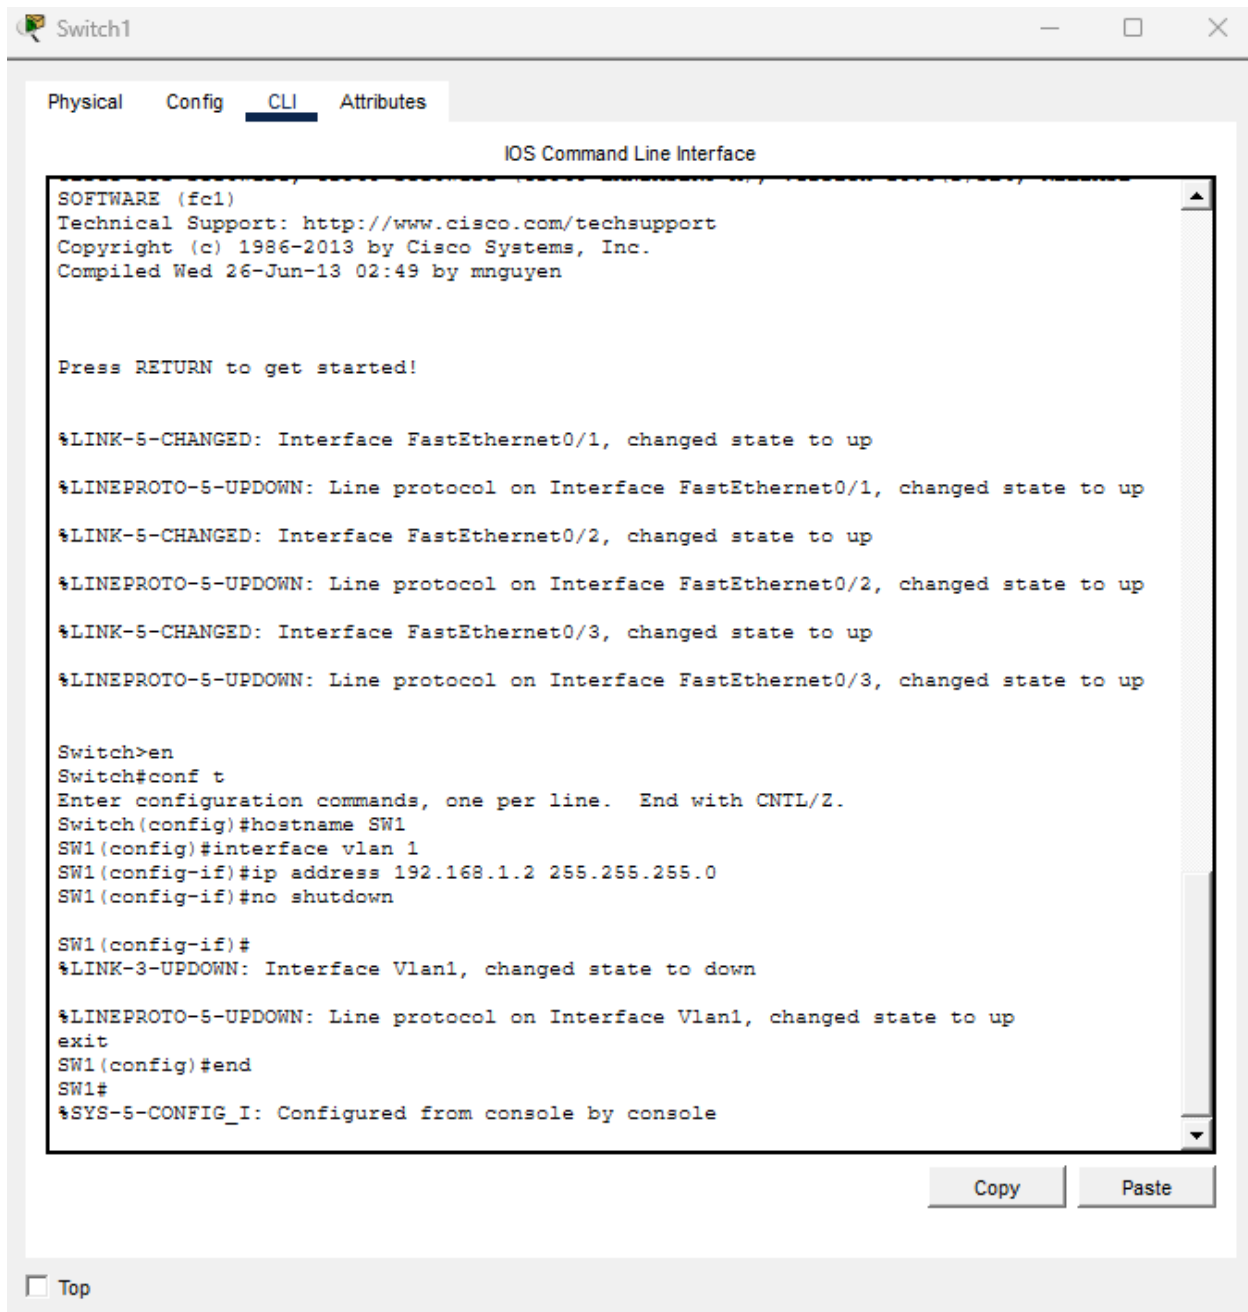 Switch1
Physical Config CLI Attributes
IOS Command Line Interface
SOFTWARE (fc1)
Technical Support: http://www.cisco.com/techsupport
Copyright (c) 1986-2013 by Cisco Systems, Inc.
Compiled Wed 26-Jun-13 02:49 by mnguyen
Press RETURN to get started!
%LINK-5-CHANGED: Interface FastEthernet0/1, changed state to up
%LINEPROTO-5-UPDOWN: Line protocol on Interface FastEthernet0/1, changed state to up
%LINK-5-CHANGED: Interface FastEthernet0/2, changed state to up
%LINEPROTO-5-UPDOWN: Line protocol on Interface FastEthernet0/2, changed state to up
%LINK-5-CHANGED: Interface FastEthernet0/3, changed state to up
%LINEPROTO-5-UPDOWN: Line protocol on Interface FastEthernet0/3, changed state to up
Switch>en
Switch#conf t
Enter configuration commands, one per line.  End with CNTL/Z.
Switch(config)#hostname SW1
SW1(config)#interface vlan 1
SW1(config-if)#ip address 192.168.1.2 255.255.255.0
SW1(config-if)#no shutdown
SW1(config-if)#
%LINK-3-UPDOWN: Interface Vlan1, changed state to down
%LINEPROTO-5-UPDOWN: Line protocol on Interface Vlan1, changed state to up
exit
SW1(config)#end
SW1#
%SYS-5-CONFIG_I: Configured from console by console
Copy Paste
Top